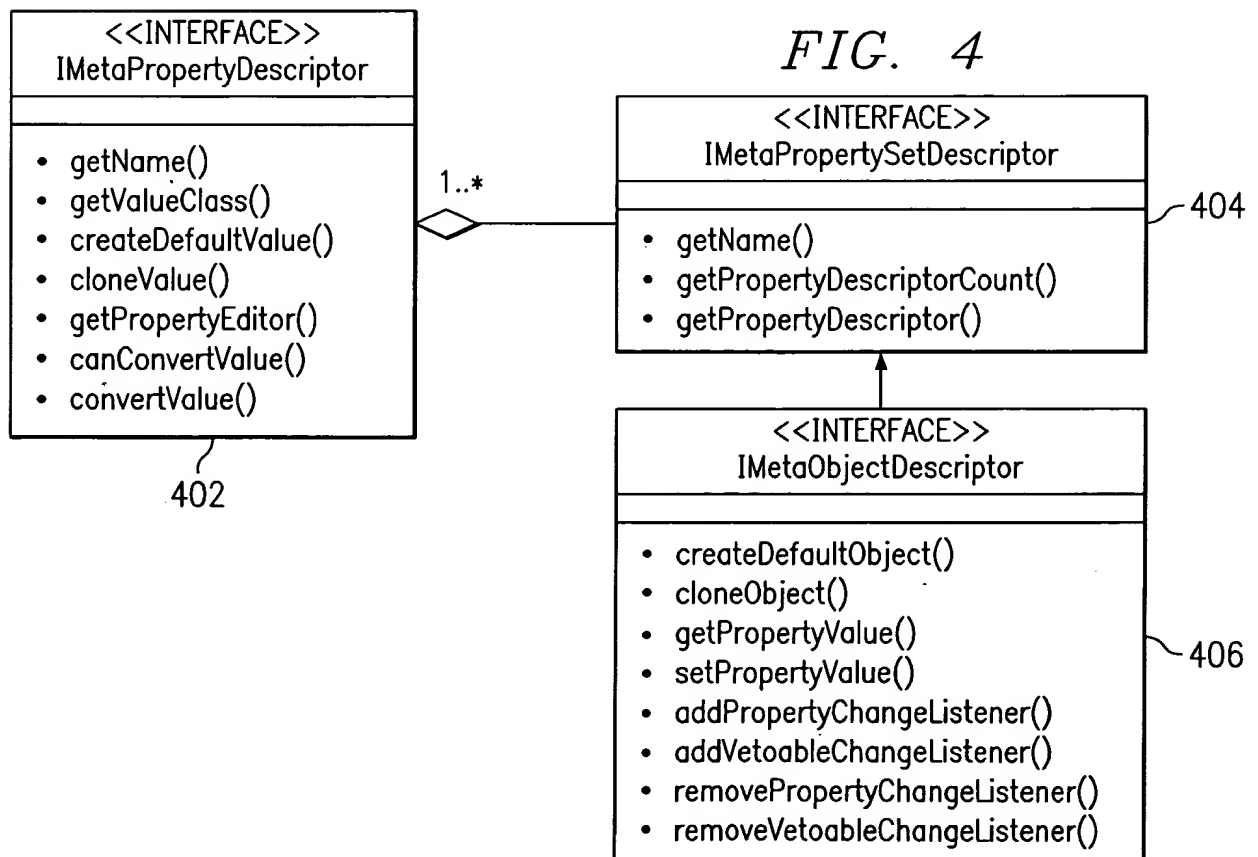 <<INTERFACE>>
IMetaPropertyDescriptor
• getName()
• getValueClass()
• createDefaultValue()
• cloneValue()
• getPropertyEditor()
• canConvertValue()
• convertValue()
402
1..*
FIG. 4
<<INTERFACE>>
IMetaPropertySetDescriptor
• getName()
• getPropertyDescriptorCount()
• getPropertyDescriptor()
404
<<INTERFACE>>
IMetaObjectDescriptor
• createDefaultObject()
• cloneObject()
• getPropertyValue()
• setPropertyValue()
• addPropertyChangeListener()
• addVetoableChangeListener()
• removePropertyChangeListener()
• removeVetoableChangeListener()
406